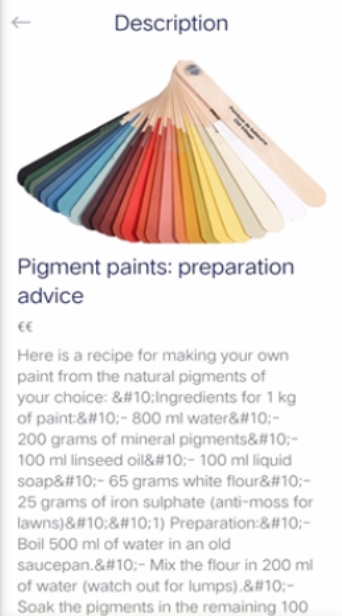 ←
Description
Pigment paints: preparation
advice
€€
Here is a recipe for making your own
paint from the natural pigments of
your choice: &#10;Ingredients for 1 kg
of paint:&#10;- 800 ml water&#10;-
200 grams of mineral pigments&#10;-
100 ml linseed oil&#10;- 100 ml liquid
soap&#10;- 65 grams white flour&#10;-
25 grams of iron sulphate (anti-moss for
lawns)&#10;&#10;1) Preparation:&#10;-
Boil 500 ml of water in an old
saucepan.&#10;- Mix the flour in 200 ml
of water (watch out for lumps).&#10;-
Soak the pigments in the remaining 100